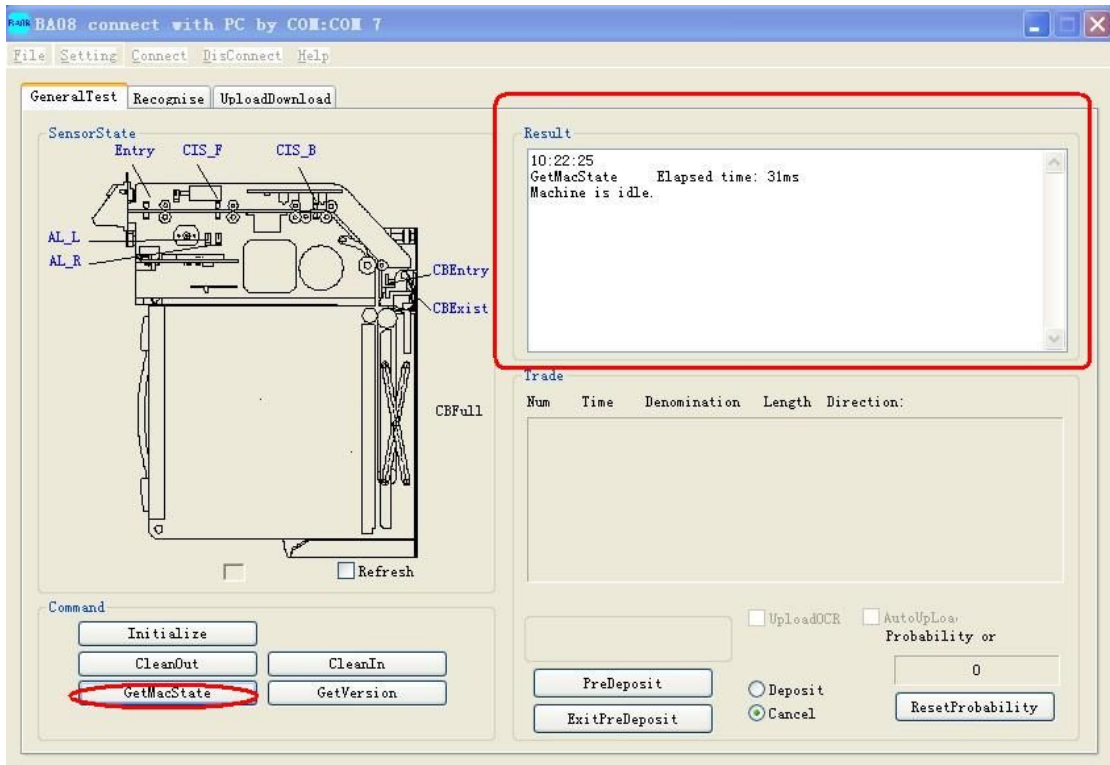 BA08 BA08 connect with PC by COM:COM 7
File Setting Connect DisConnect Help
GeneralTest Recognise UploadDownload
SensorState
Entry CIS_F CIS_B
AL_L
AL_R
CBEntry
CBExist
CBFull
Refresh
Command
Initialize
CleanOut CleanIn
GetMacState GetVersion
Result
10:22:25
GetMacState Elapsed time: 31ms
Machine is idle.
Trade
Num Time Denomination Length Direction:
UploadOCR AutoUpLoa
Probability or
0
PreDeposit Deposit
ExitPreDeposit Cancel ResetProbability